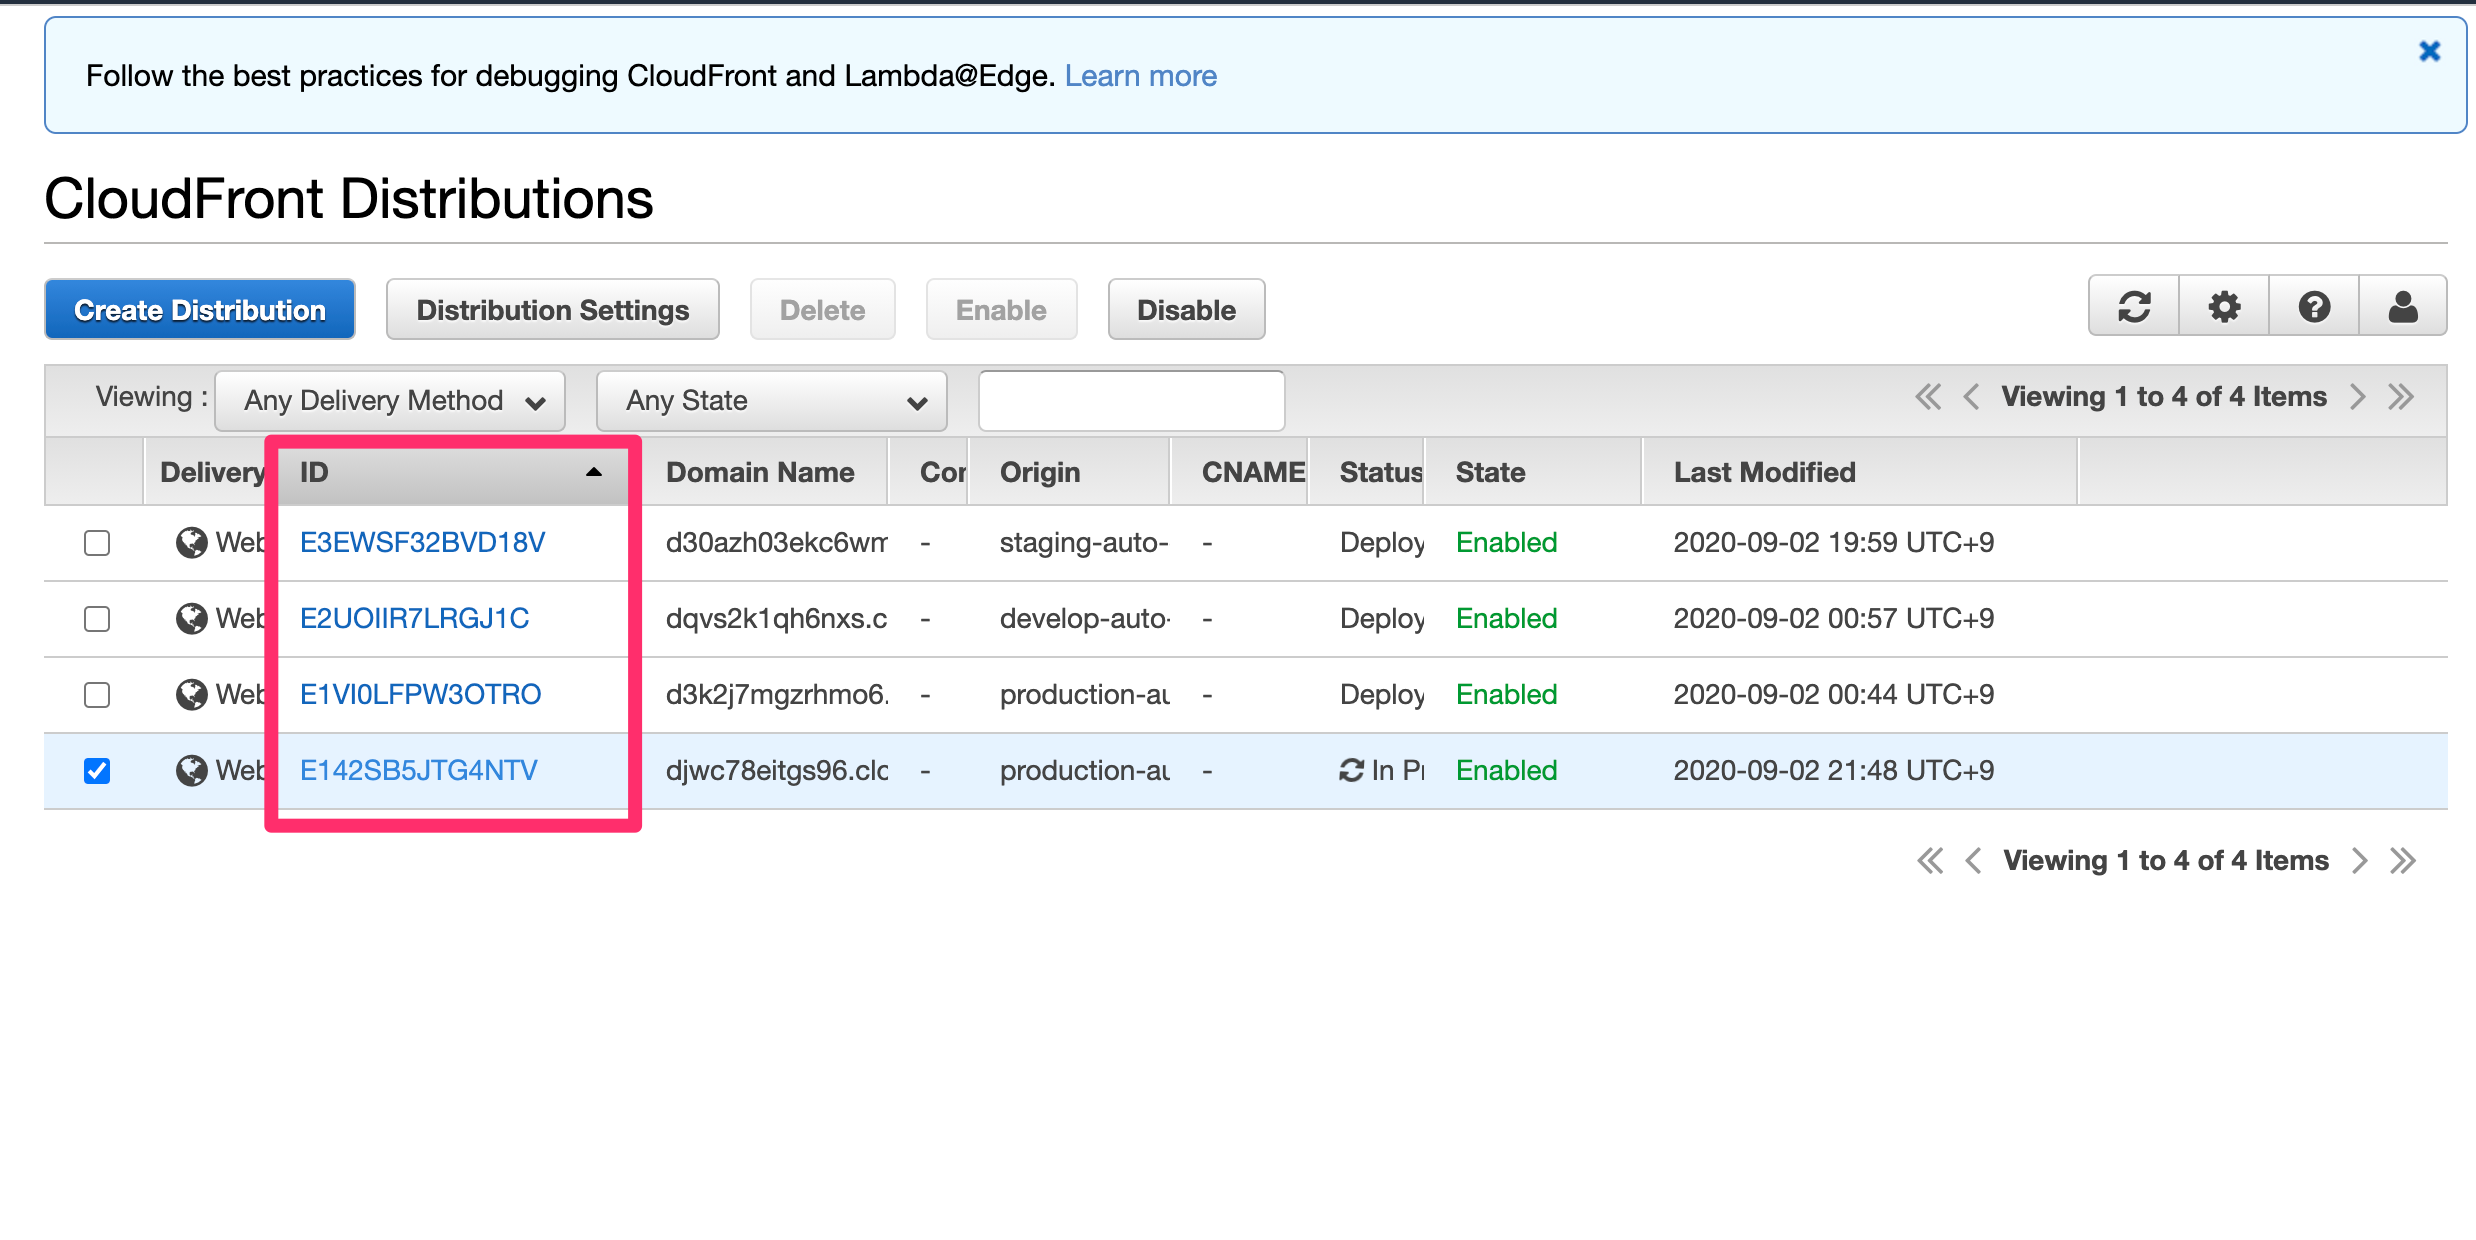 Follow the best practices for debugging CloudFront and Lambda@Edge. Learn more
CloudFront Distributions
Create Distribution Distribution Settings Delete Enable Disable
Viewing : Any Delivery Method Any State Viewing 1 to 4 of 4 Items
Delivery ID Domain Name Cor Origin CNAME Status State Last Modified
Web E3EWSF32BVD18V d30azh03ekc6wm - staging-auto- - Deploy Enabled 2020-09-02 19:59 UTC+9
Web E2UOIIR7LRGJ1C dqvs2k1qh6nxs.c - develop-auto- - Deploy Enabled 2020-09-02 00:57 UTC+9
Web E1VI0LFPW3OTRO d3k2j7mgzrhmo6. - production-au - Deploy Enabled 2020-09-02 00:44 UTC+9
Web E142SB5JTG4NTV djwc78eitgs96.clo - production-au - In Pr Enabled 2020-09-02 21:48 UTC+9
Viewing 1 to 4 of 4 Items